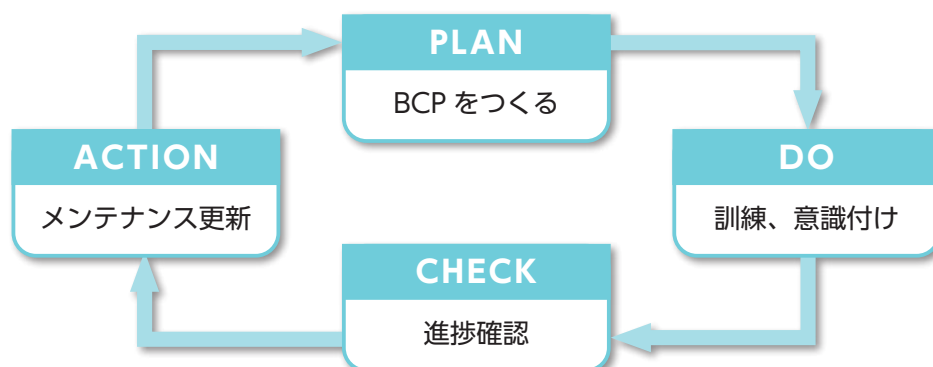 PLAN
BCP をつくる
DO
訓練、意識付け
CHECK
進捗確認
ACTION
メンテナンス更新